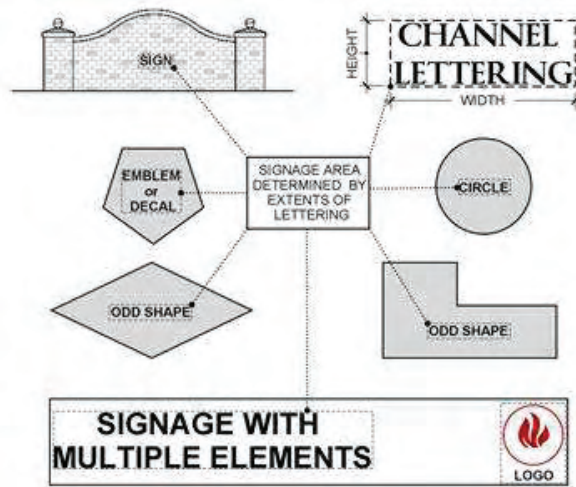 SIGN
HEIGHT
CHANNEL
LETTERING
WIDTH
EMBLEM
or
DECAL
SIGNAGE AREA
DETERMINED BY
EXTENTS OF
LETTERING
CIRCLE
ODD SHAPE
ODD SHAPE
SIGNAGE WITH
MULTIPLE ELEMENTS
LOGO